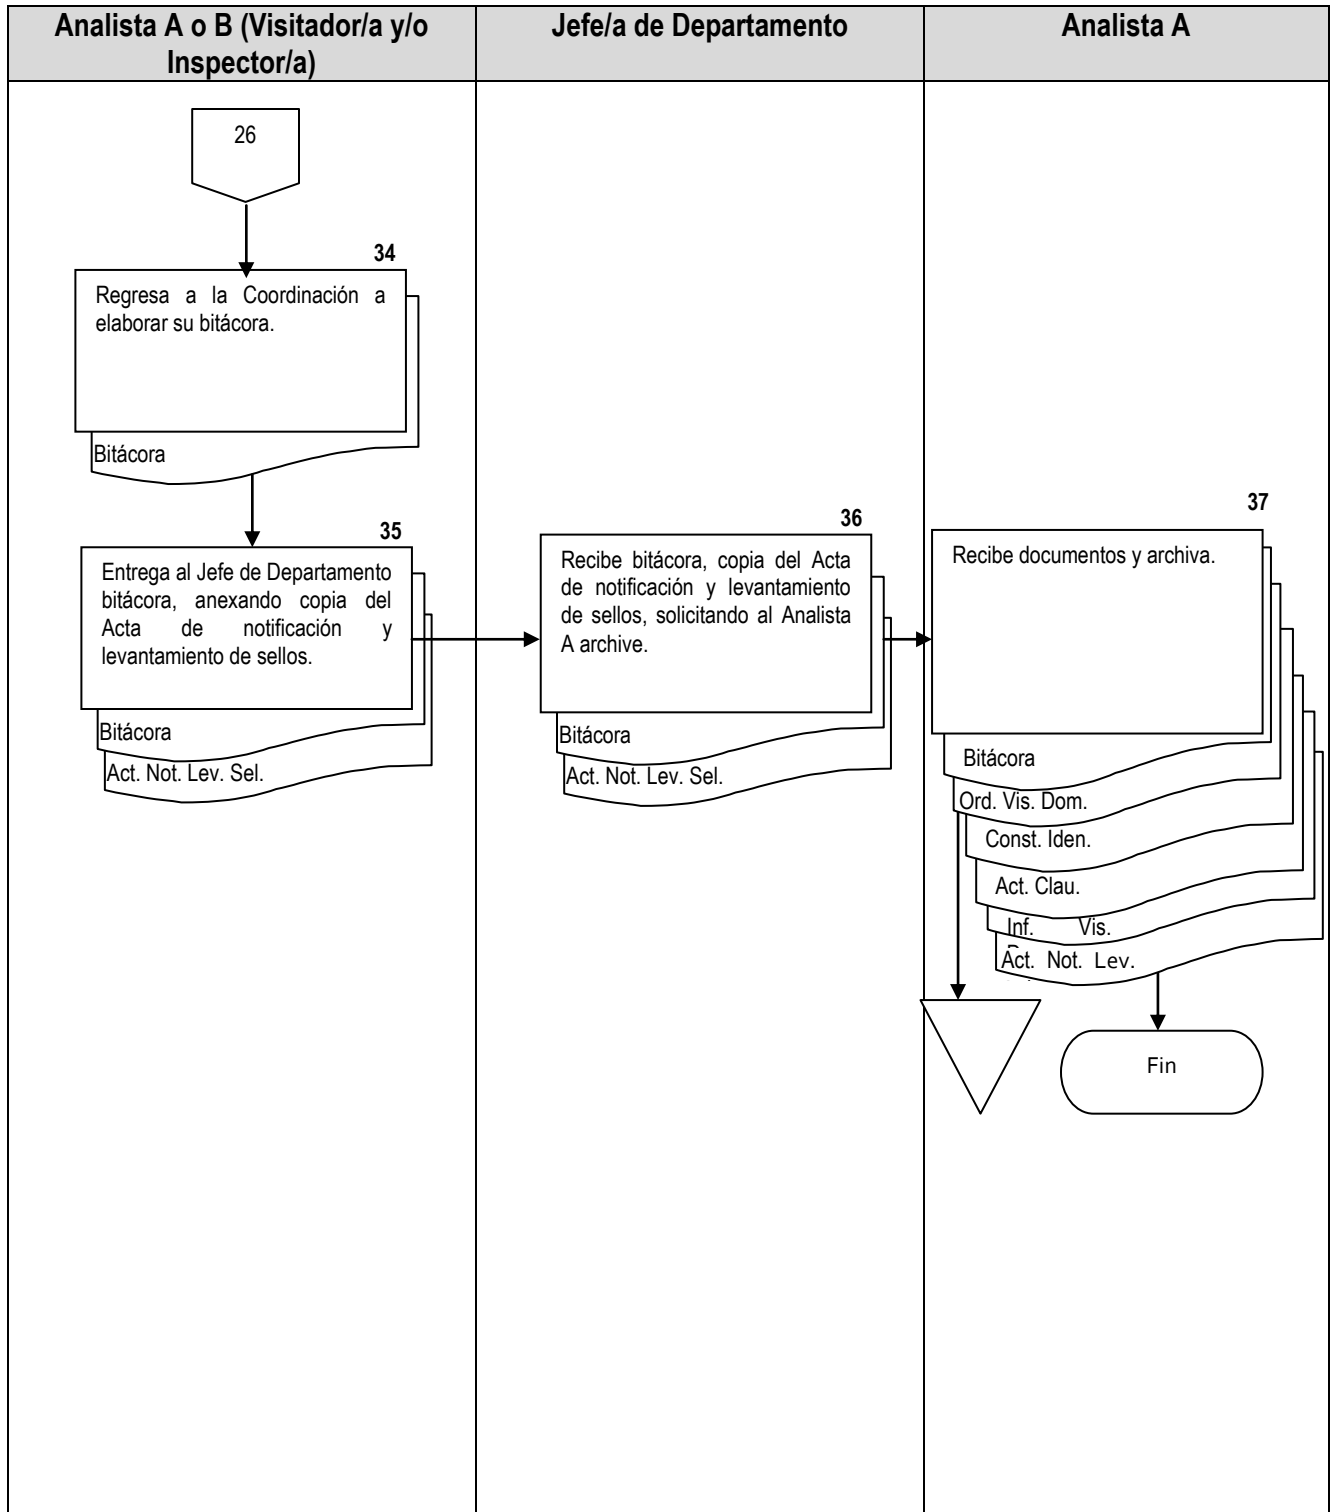 Analista A o B (Visitador/a y/o
Inspector/a)
Jefe/a de Departamento
Analista A
26
34
Regresa a la Coordinación a
elaborar su bitácora.
Bitácora
35
Entrega al Jefe de Departamento
bitácora, anexando copia del
Acta de notificación y
levantamiento de sellos.
Bitácora
Act. Not. Lev. Sel.
36
Recibe bitácora, copia del Acta
de notificación y levantamiento
de sellos, solicitando al Analista
A archive.
Bitácora
Act. Not. Lev. Sel.
37
Recibe documentos y archiva.
Bitácora
Ord. Vis. Dom.
Const. Iden.
Act. Clau.
Inf. Vis.
Act. Not. Lev.
Fin